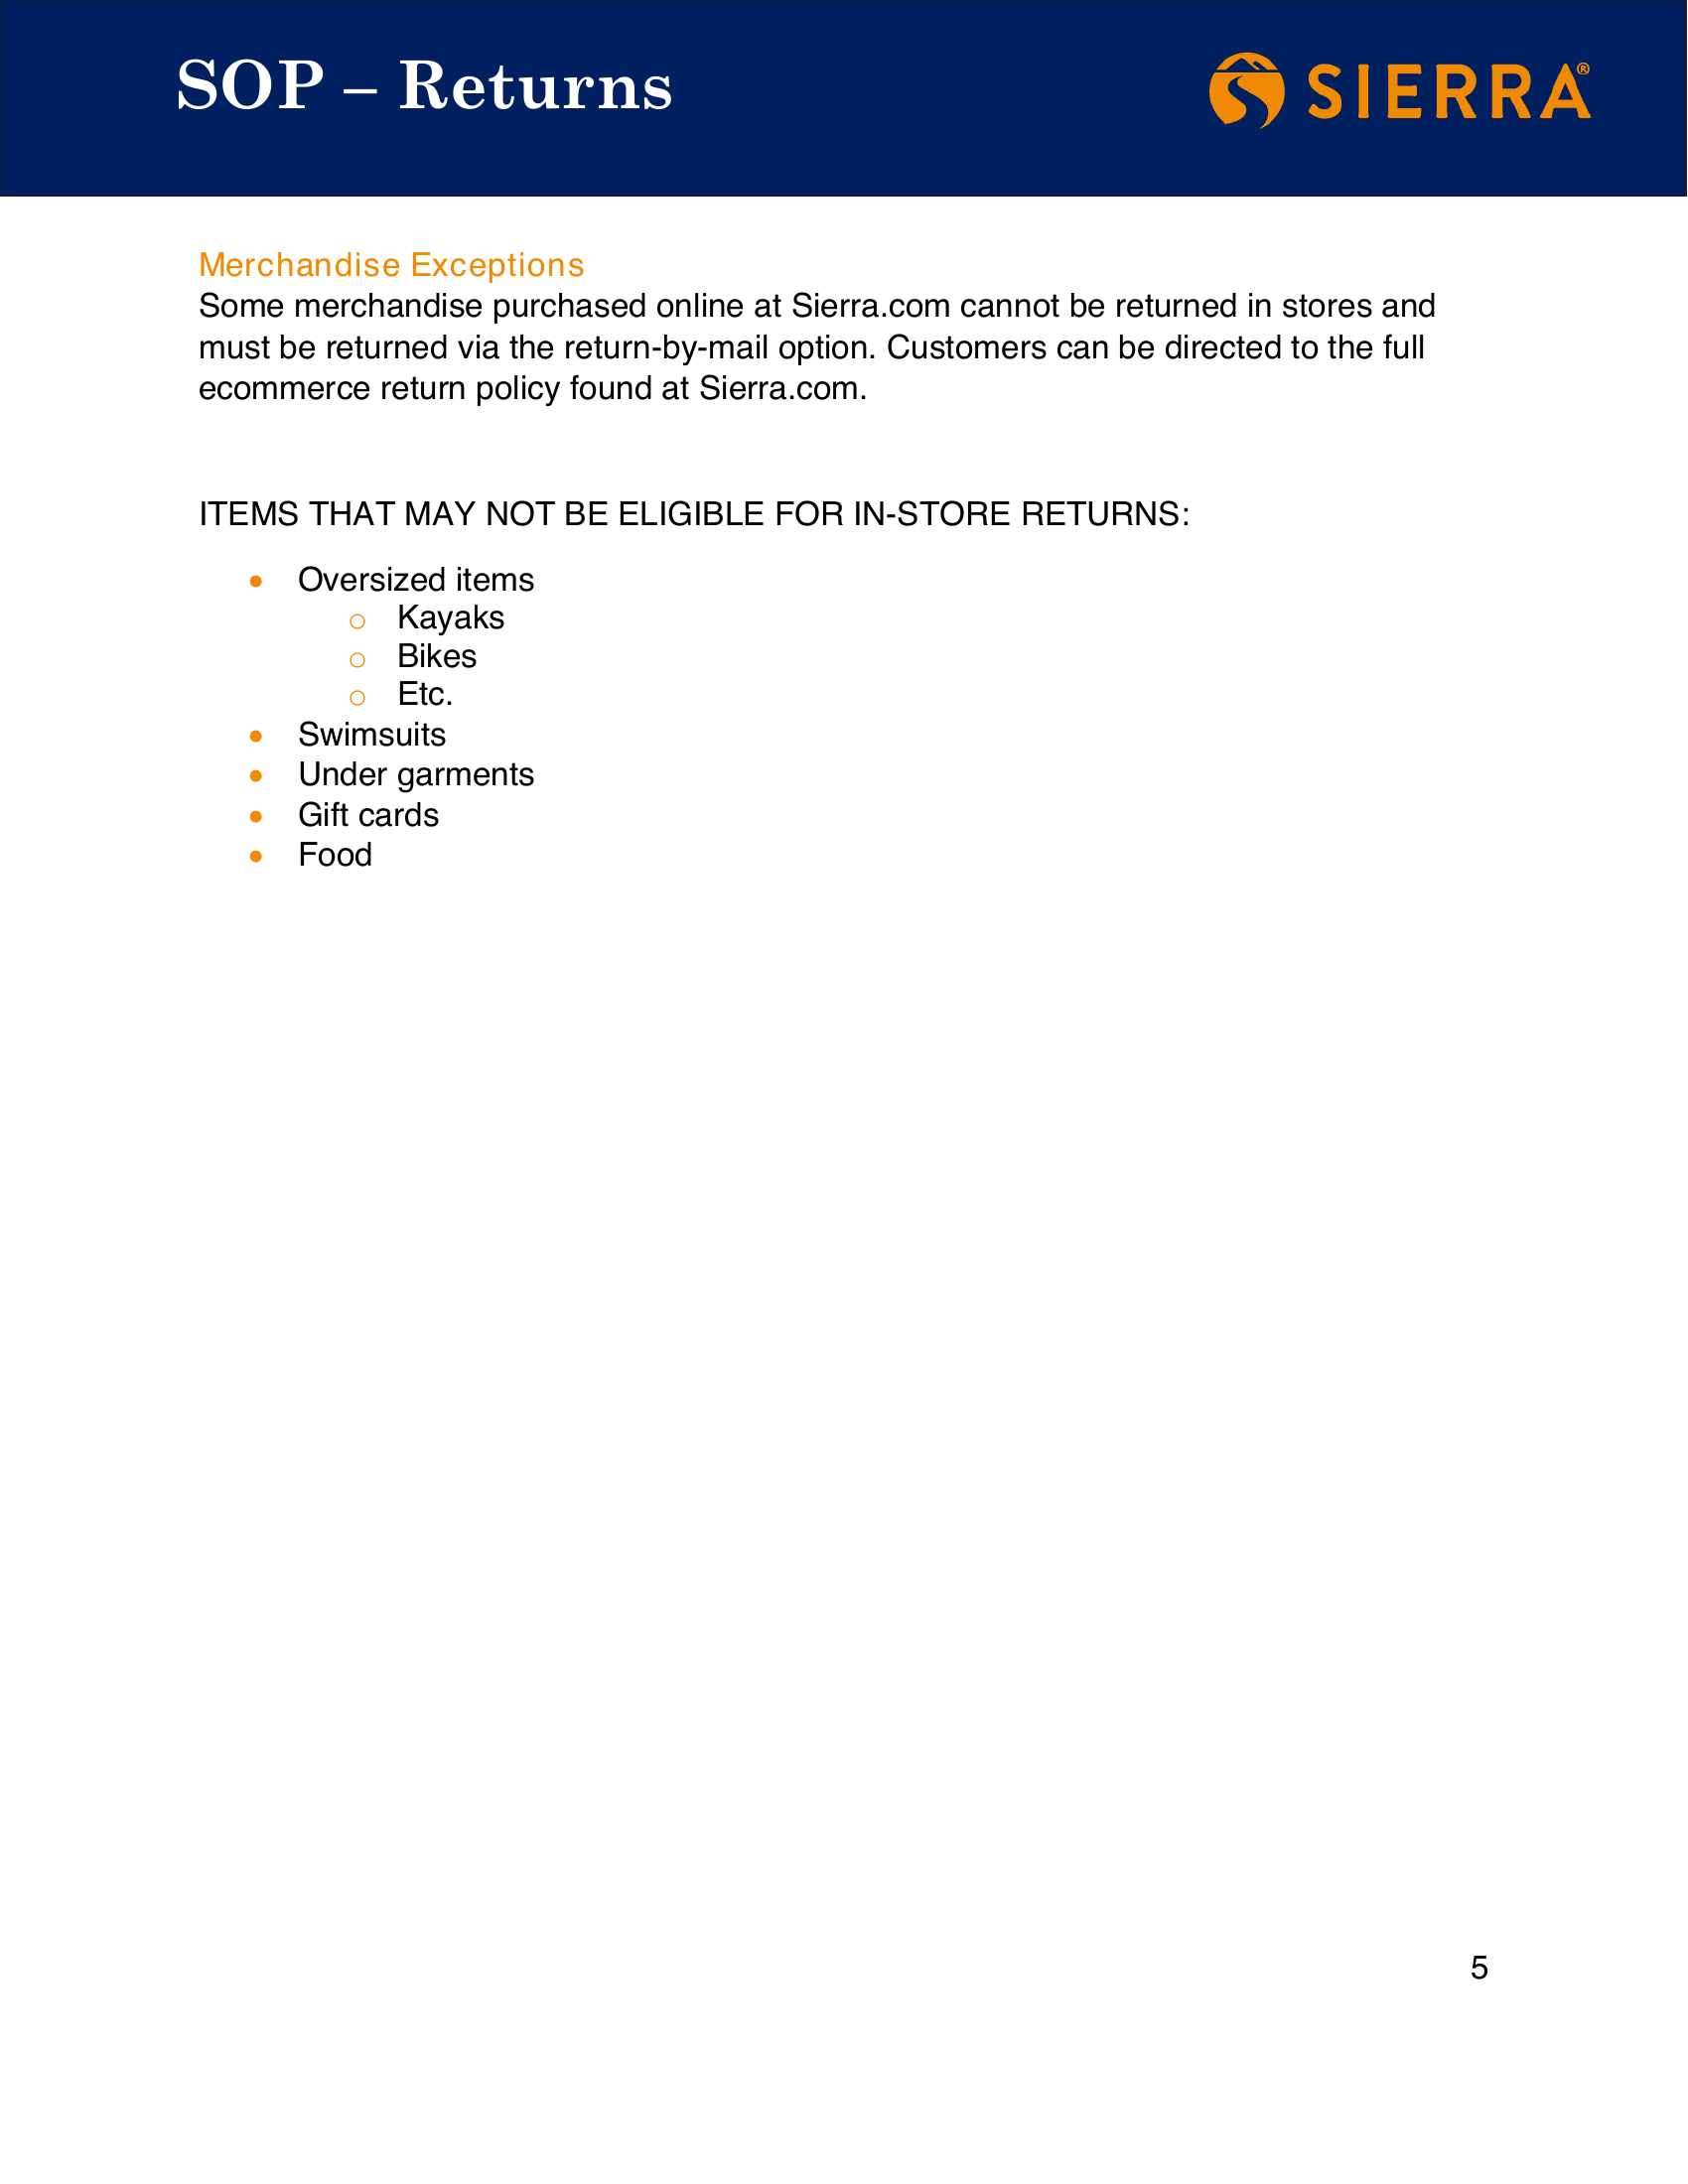 SOP – Returns
SIERRA®
Merchandise Exceptions
Some merchandise purchased online at Sierra.com cannot be returned in stores and
must be returned via the return-by-mail option. Customers can be directed to the full
ecommerce return policy found at Sierra.com.
ITEMS THAT MAY NOT BE ELIGIBLE FOR IN-STORE RETURNS:
• Oversized items
o Kayaks
o Bikes
o Etc.
• Swimsuits
• Under garments
• Gift cards
• Food
5